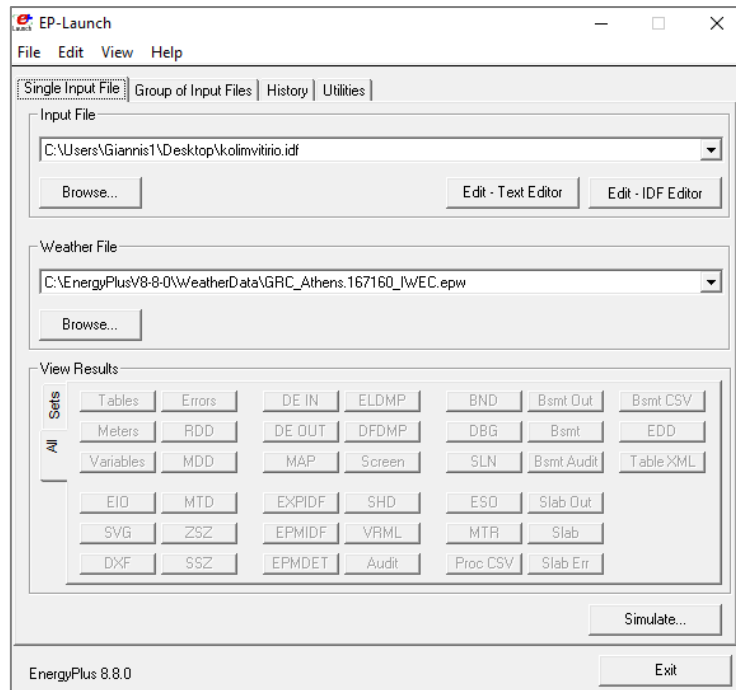 EP-Launch
File Edit View Help
Single Input File Group of Input Files History Utilities
Input File
C:\Users\Giannis1\Desktop\kolimvitirio.idf
Browse... Edit - Text Editor Edit - IDF Editor
Weather File
C:\EnergyPlusV8-8-0\WeatherData\GRC_Athens.167160_IWEC.epw
Browse...
View Results
Sets
All
Tables Errors DE IN ELDMP BND Bsmt Out Bsmt CSV
Meters RDD DE OUT DFDMP DBG Bsmt EDD
Variables MDD MAP Screen SLN Bsmt Audit Table XML
EIO MTD EXPIDF SHD ESO Slab Out
SVG ZSZ EPMIDF VRML MTR Slab
DXF SSZ EPMDET Audit Proc CSV Slab Err
Simulate...
EnergyPlus 8.8.0 Exit